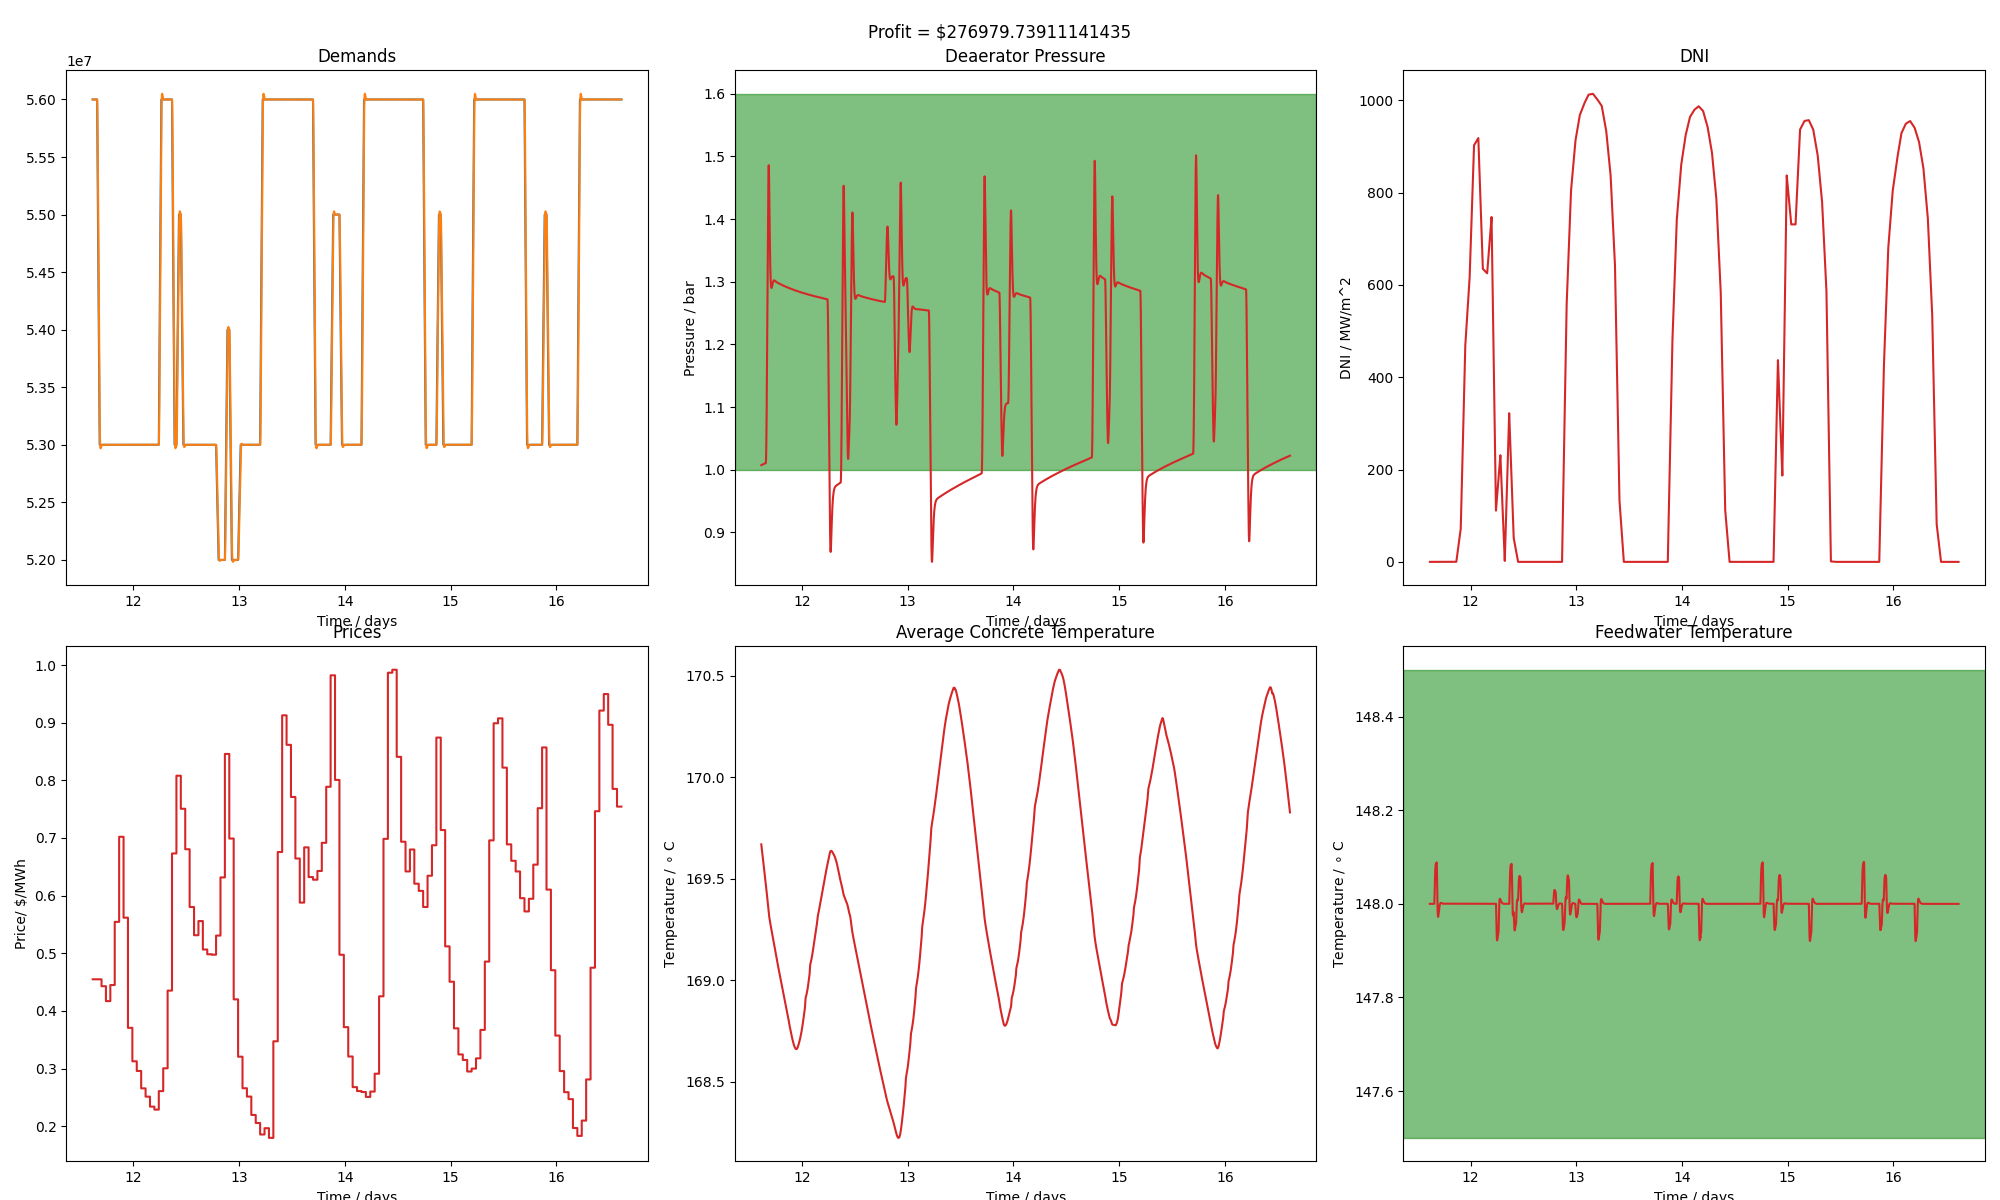 Profit = $276979.73911141435
Demands
1e7
5.60
5.55
5.50
5.45
5.40
5.35
5.30
5.25
5.20
12 13 14 15 16
Time / days
Deaerator Pressure
Pressure / bar
1.6
1.5
1.4
1.3
1.2
1.1
1.0
0.9
12 13 14 15 16
Time / days
DNI
DNI / MW/m^2
1000
800
600
400
200
0
12 13 14 15 16
Time / days
Prices
Price/ $/MWh
1.0
0.9
0.8
0.7
0.6
0.5
0.4
0.3
0.2
12 13 14 15 16
Time / days
Average Concrete Temperature
Temperature / ∘ C
170.5
170.0
169.5
169.0
168.5
12 13 14 15 16
Time / days
Feedwater Temperature
Temperature / ∘ C
148.4
148.2
148.0
147.8
147.6
12 13 14 15 16
Time / days